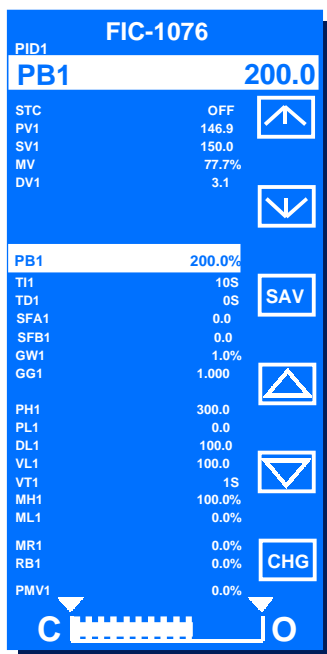 FIC-1076
PID1
PB1 200.0
STC OFF
PV1 146.9
SV1 150.0
MV 77.7%
DV1 3.1
PB1 200.0%
TI1 10S
TD1 0S
SAV
SFA1 0.0
SFB1 0.0
GW1 1.0%
GG1 1.000
PH1 300.0
PL1 0.0
DL1 100.0
VL1 100.0
VT1 1S
MH1 100.0%
ML1 0.0%
MR1 0.0%
RB1 0.0%
CHG
PMV1 0.0%
C O